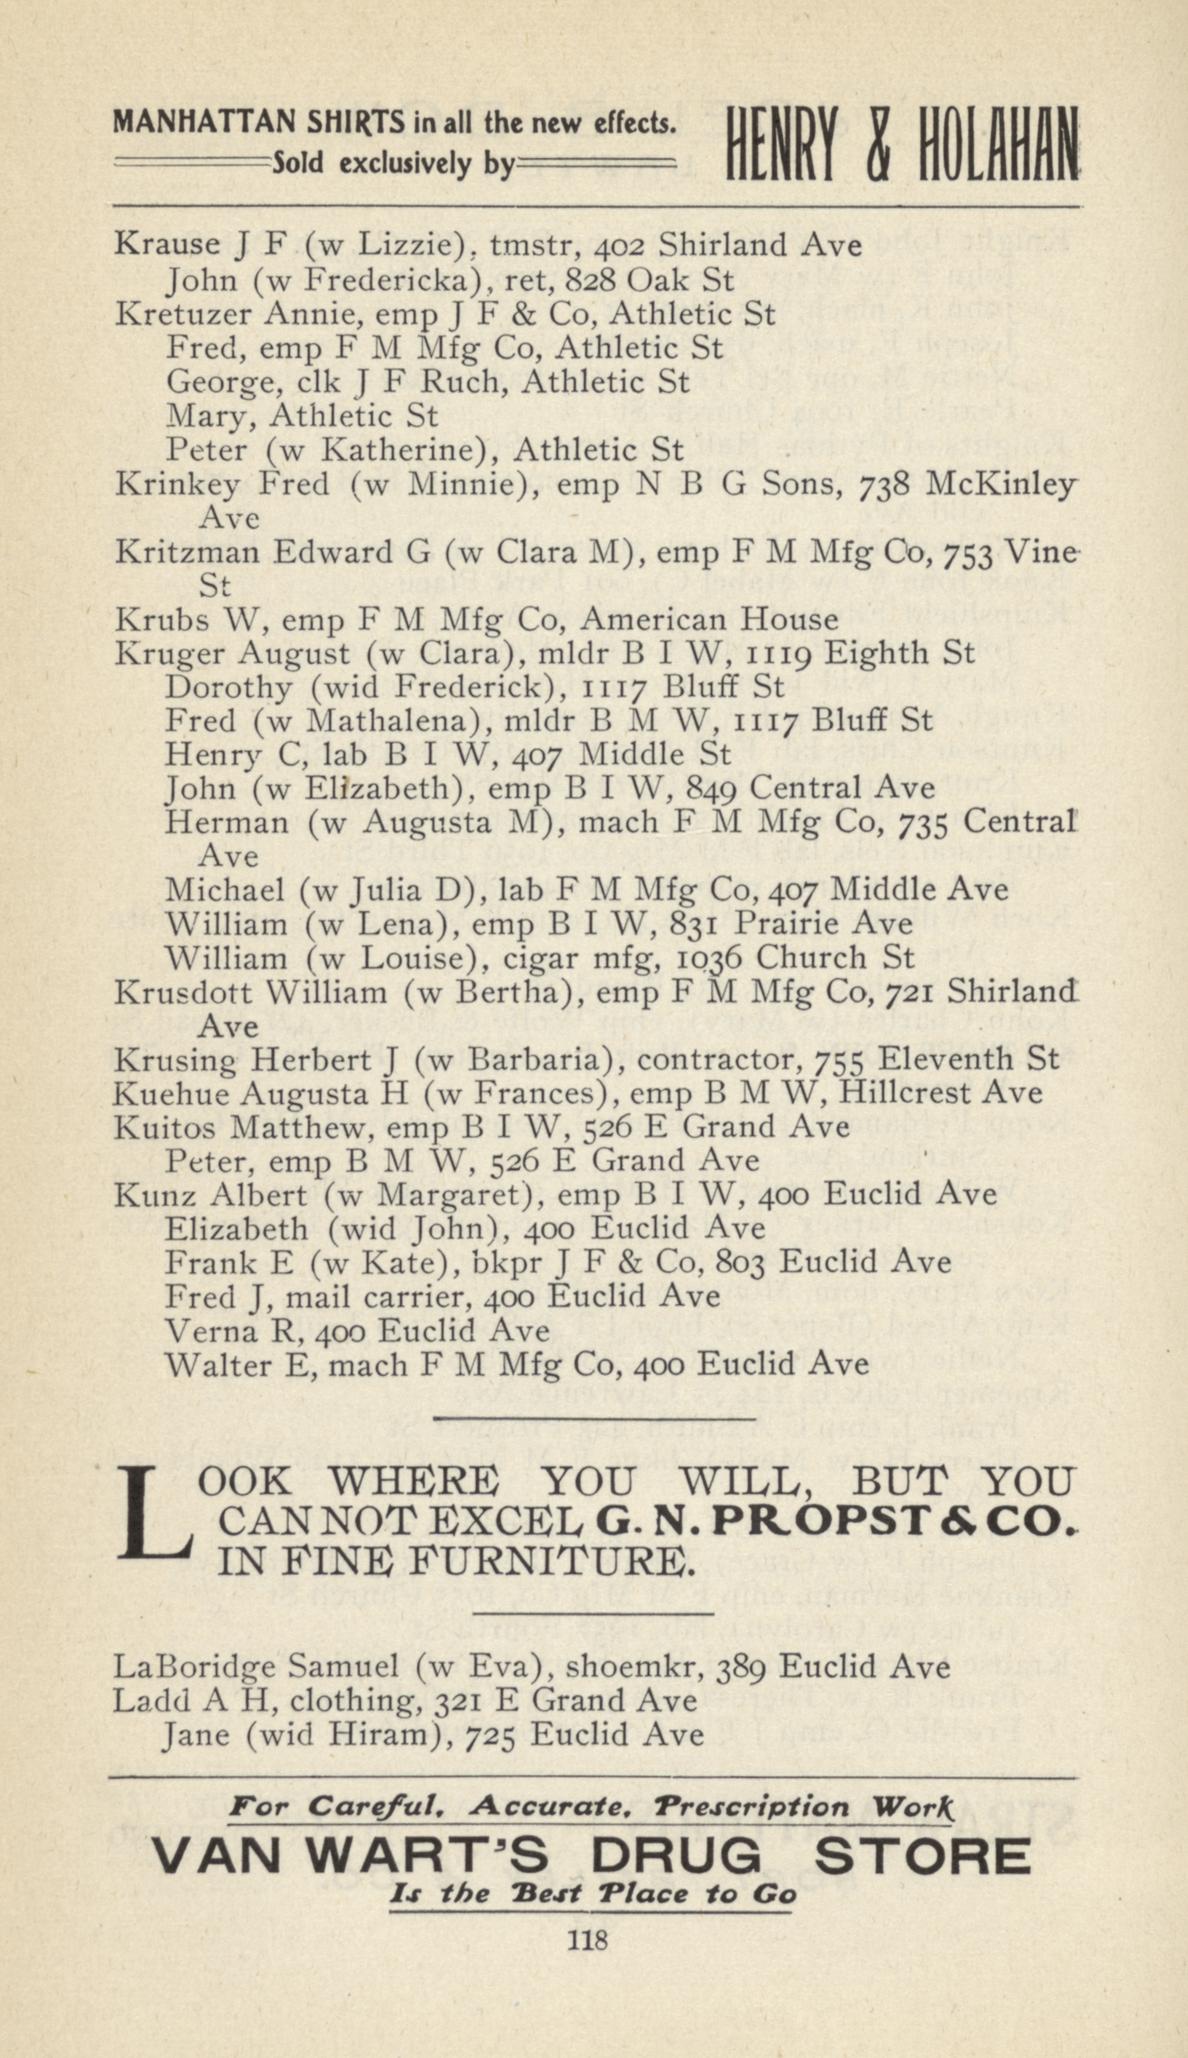 MANHATTAN SHIRTS in all the new effects.
Sold exclusively by
HENRY & HOLAHAN
Krause J F (w Lizzie), tmstr, 402 Shirland Ave
John (w Fredericka), ret, 828 Oak St
Kretuzer Annie, emp J F & Co, Athletic St
Fred, emp F M Mfg Co, Athletic St
George, clk J F Ruch, Athletic St
Mary, Athletic St
Peter (w Katherine), Athletic St
Krinkey Fred (w Minnie), emp N B G Sons, 738 McKinley
Ave
Kritzman Edward G (w Clara M), emp F M Mfg Co, 753 Vine
St
Krubs W, emp F M Mfg Co, American House
Kruger August (w Clara), mldr B I W, 1119 Eighth St
Dorothy (wid Frederick), 1117 Bluff St
Fred (w Mathalena), mldr B M W, 1117 Bluff St
Henry C, lab B I W, 407 Middle St
John (w Elizabeth), emp B I W, 849 Central Ave
Herman (w Augusta M), mach F M Mfg Co, 735 Central
Ave
Michael (w Julia D), lab F M Mfg Co, 407 Middle Ave
William (w Lena), emp B I W, 831 Prairie Ave
William (w Louise), cigar mfg, 1036 Church St
Krusdott William (w Bertha), emp F M Mfg Co, 721 Shirland
Ave
Krusing Herbert J (w Barbaria), contractor, 755 Eleventh St
Kuehue Augusta H (w Frances), emp B M W, Hillcrest Ave
Kuitos Matthew, emp B I W, 526 E Grand Ave
Peter, emp B M W, 526 E Grand Ave
Kunz Albert (w Margaret), emp B I W, 400 Euclid Ave
Elizabeth (wid John), 400 Euclid Ave
Frank E (w Kate), bkpr J F & Co, 803 Euclid Ave
Fred J, mail carrier, 400 Euclid Ave
Verna R, 400 Euclid Ave
Walter E, mach F M Mfg Co, 400 Euclid Ave
LOOK WHERE YOU WILL, BUT YOU
CANNOT EXCEL G. N. PROPST & CO.
IN FINE FURNITURE.
LaBoridge Samuel (w Eva), shoemkr, 389 Euclid Ave
Ladd A H, clothing, 321 E Grand Ave
Jane (wid Hiram), 725 Euclid Ave
For Careful, Accurate, Prescription Work
VAN WART'S DRUG STORE
Is the Best Place to Go
118